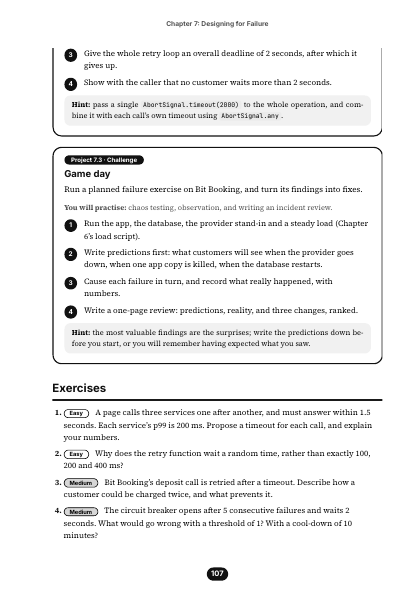 Chapter 7: Designing for Failure
3 Give the whole retry loop an overall deadline of 2 seconds, after which it
gives up.
4 Show with the caller that no customer waits more than 2 seconds.
Hint: pass a single AbortSignal.timeout(2000) to the whole operation, and com-
bine it with each call's own timeout using AbortSignal.any.
Project 7.3 · Challenge
Game day
Run a planned failure exercise on Bit Booking, and turn its findings into fixes.
You will practise: chaos testing, observation, and writing an incident review.
1 Run the app, the database, the provider stand-in and a steady load (Chapter
6's load script).
2 Write predictions first: what customers will see when the provider goes
down, when one app copy is killed, when the database restarts.
3 Cause each failure in turn, and record what really happened, with
numbers.
4 Write a one-page review: predictions, reality, and three changes, ranked.
Hint: the most valuable findings are the surprises; write the predictions down be-
fore you start, or you will remember having expected what you saw.
Exercises
1. Easy A page calls three services one after another, and must answer within 1.5
seconds. Each service's p99 is 200 ms. Propose a timeout for each call, and explain
your numbers.
2. Easy Why does the retry function wait a random time, rather than exactly 100,
200 and 400 ms?
3. Medium Bit Booking's deposit call is retried after a timeout. Describe how a
customer could be charged twice, and what prevents it.
4. Medium The circuit breaker opens after 5 consecutive failures and waits 2
seconds. What would go wrong with a threshold of 1? With a cool-down of 10
minutes?
107